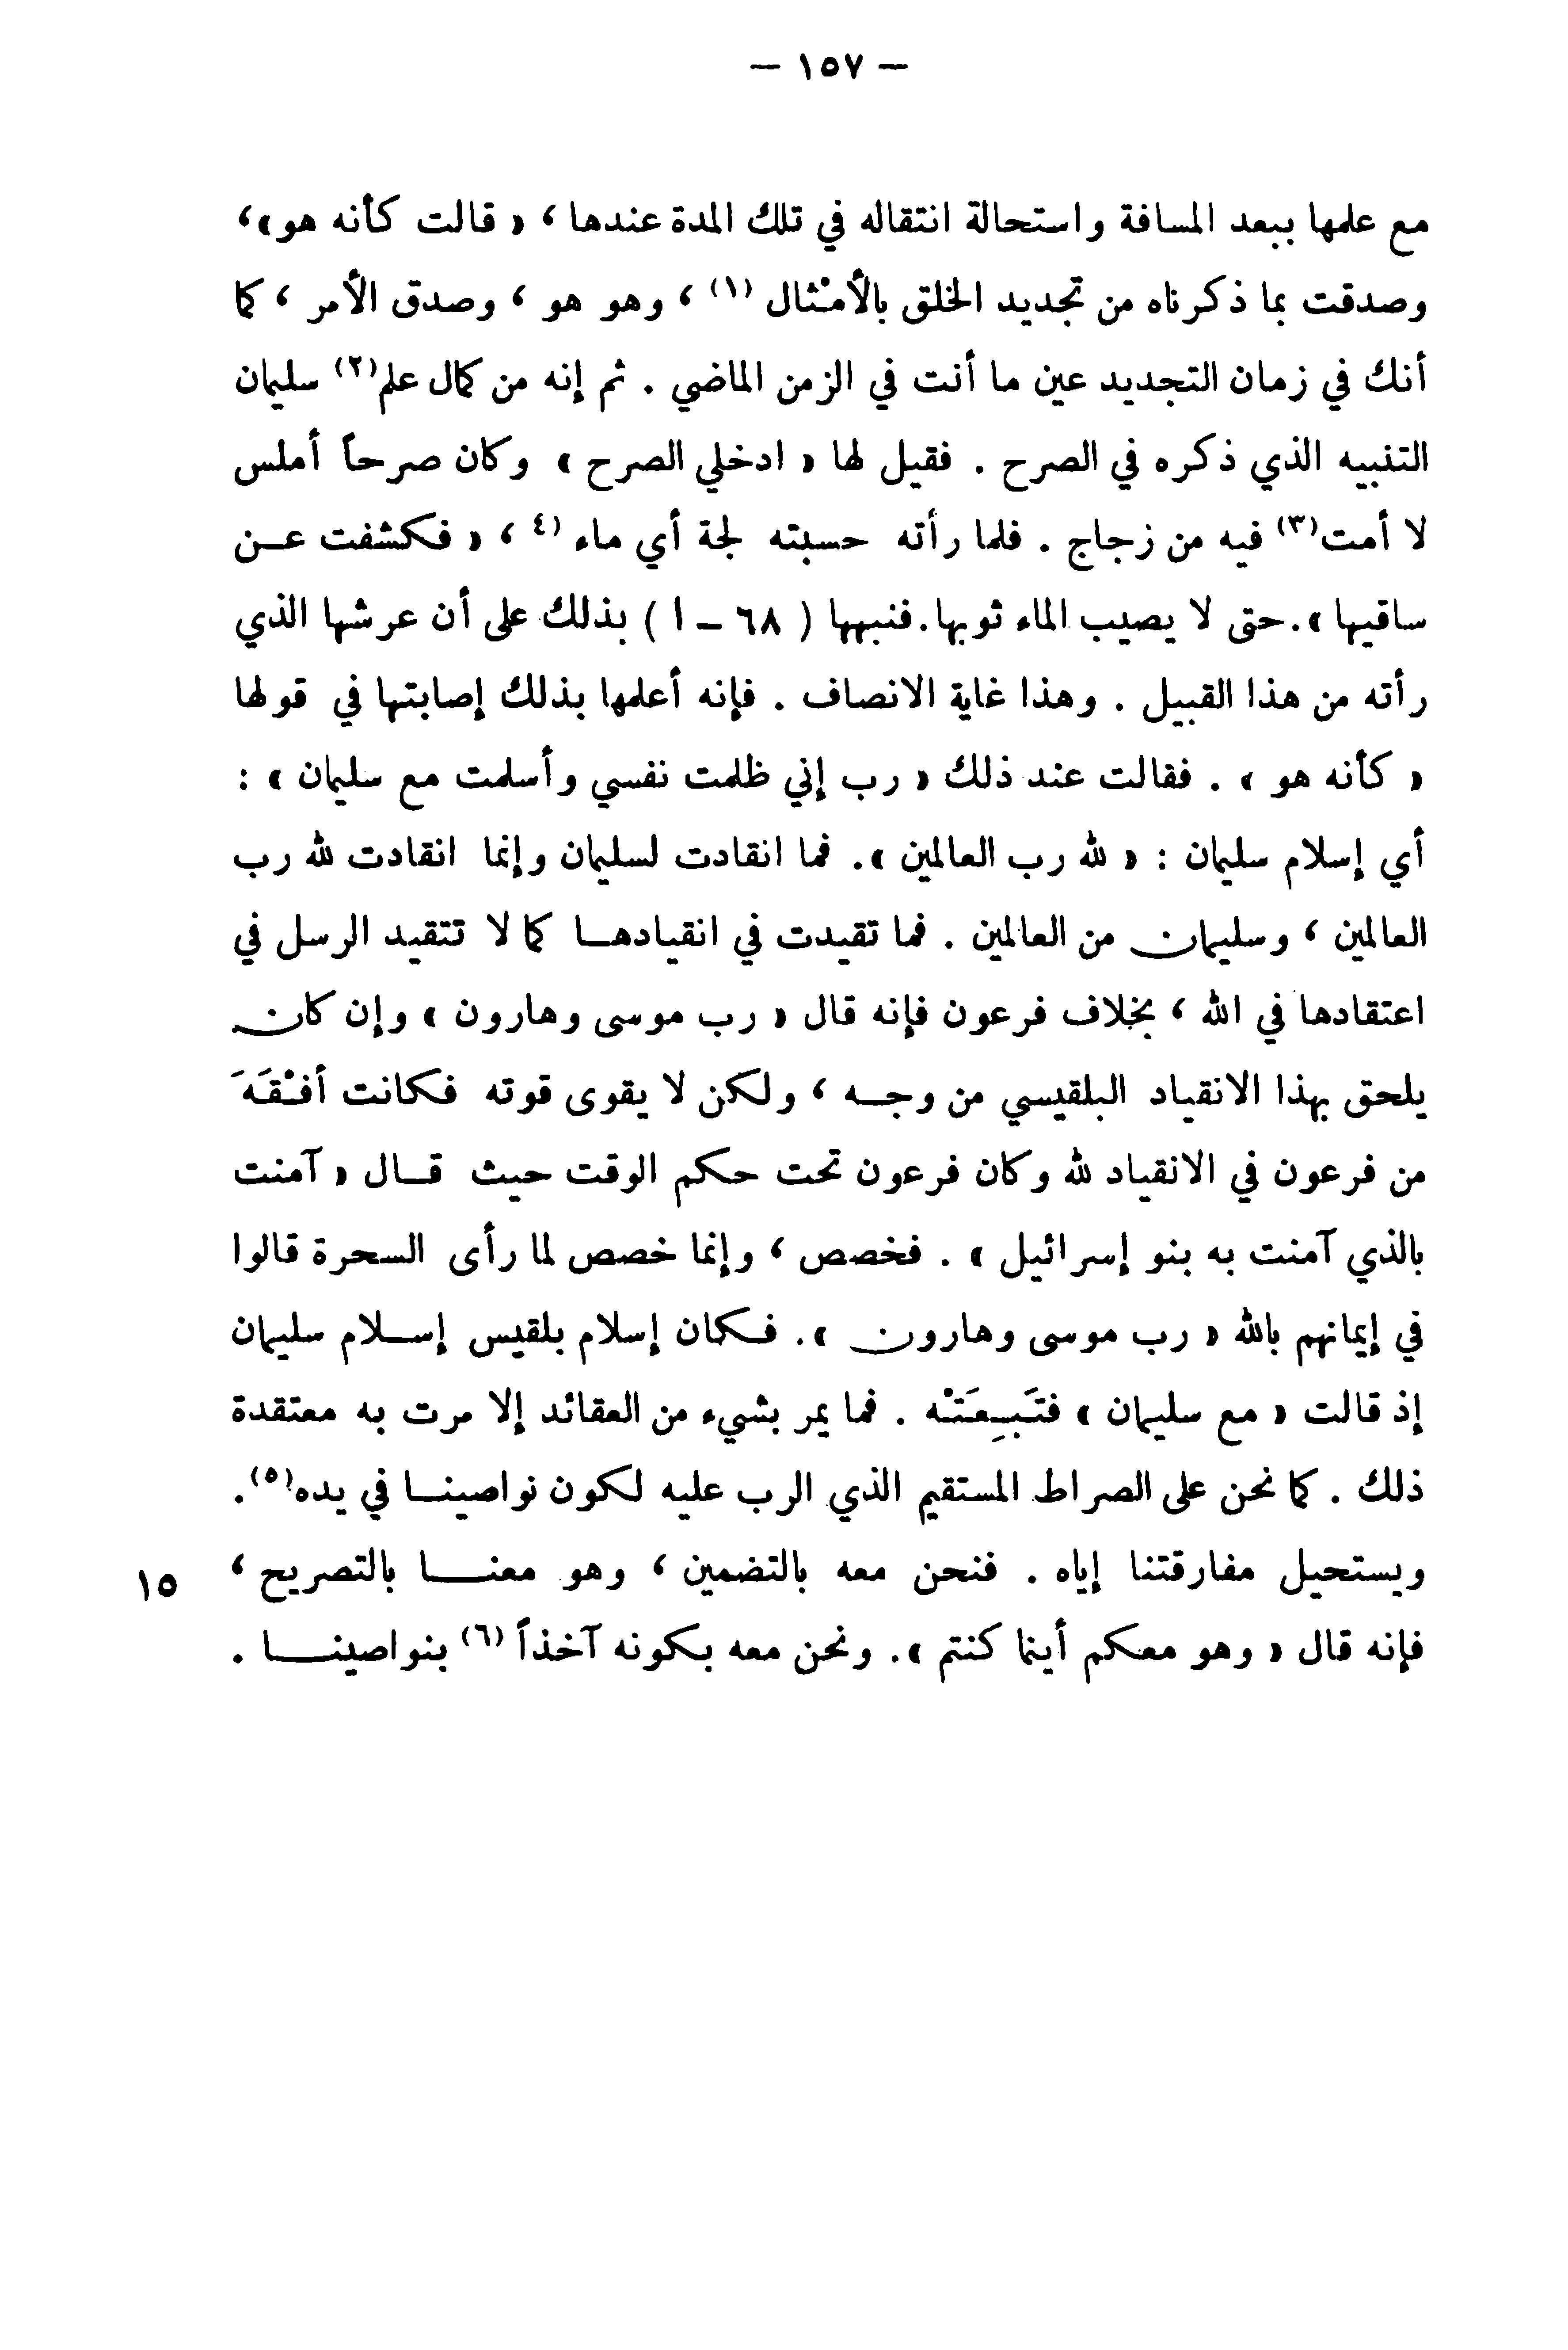 — ١٥٧ —
مع علمها ببعد المسافة واستحالة انتقاله في تلك المدة عندها ، « قالت كأنه هو»،
وصدقت بما ذكرناه من تجديد الخلق بالأمْثال (١) ، وهو هو ، وصدق الأمر ، كما
أنك في زمان التجديد عين ما أنت في الزمن الماضي . ثم إنه من كمال علم(٢) سليمان
التنبيه الذي ذكره في الصرح . فقيل لها « ادخلي الصرح » وكان صرحاً أملس
لا أمت(٣) فيه من زجاج . فلما رأته حسبته لجة أي ماء (٤) ، « فكشفت عن
ساقيها ».حتى لا يصيب الماء ثوبها.فنبهها ( ٦٨ – ا ) بذلك على أن عرشها الذي
رأته من هذا القبيل . وهذا غاية الانصاف . فإنه أعلمها بذلك إصابتها في قولها
« كأنه هو » . فقالت عند ذلك « رب إني ظلمت نفسي وأسلمت مع سليمان » :
أي إسلام سليمان : « لله رب العالمين ». فما انقادت لسليمان وإنما انقادت لله رب
العالمين ، وسليمان من العالمين . فما تقيدت في انقيادها كما لا تتقيد الرسل في
اعتقادها في الله ، بخلاف فرعون فإنه قال « رب موسى وهارون » وإن كان
يلحق بهذا الانقياد البلقيسي من وجه ، ولكن لا يقوى قوته فكانت أفْقَهَ
من فرعون في الانقياد لله وكان فرعون تحت حكم الوقت حيث قال « آمنت
بالذي آمنت به بنو إسرائيل » . فخصص ، وإنما خصص لما رأى السحرة قالوا
في إيمانهم بالله « رب موسى وهارون ». فكان إسلام بلقيس إسلام سليمان
إذ قالت « مع سليمان » فتَبِعَتْه . فما يمر بشيء من العقائد إلا مرت به معتقدة
ذلك . كما نحن على الصراط المستقيم الذي الرب عليه لكون نواصينا في يده(٥).
ويستحيل مفارقتنا إياه . فنحن معه بالتضمين ، وهو معنا بالتصريح ، ١٥
فإنه قال « وهو معكم أينما كنتم ». ونحن معه بكونه آخذاً (٦) بنواصينا .